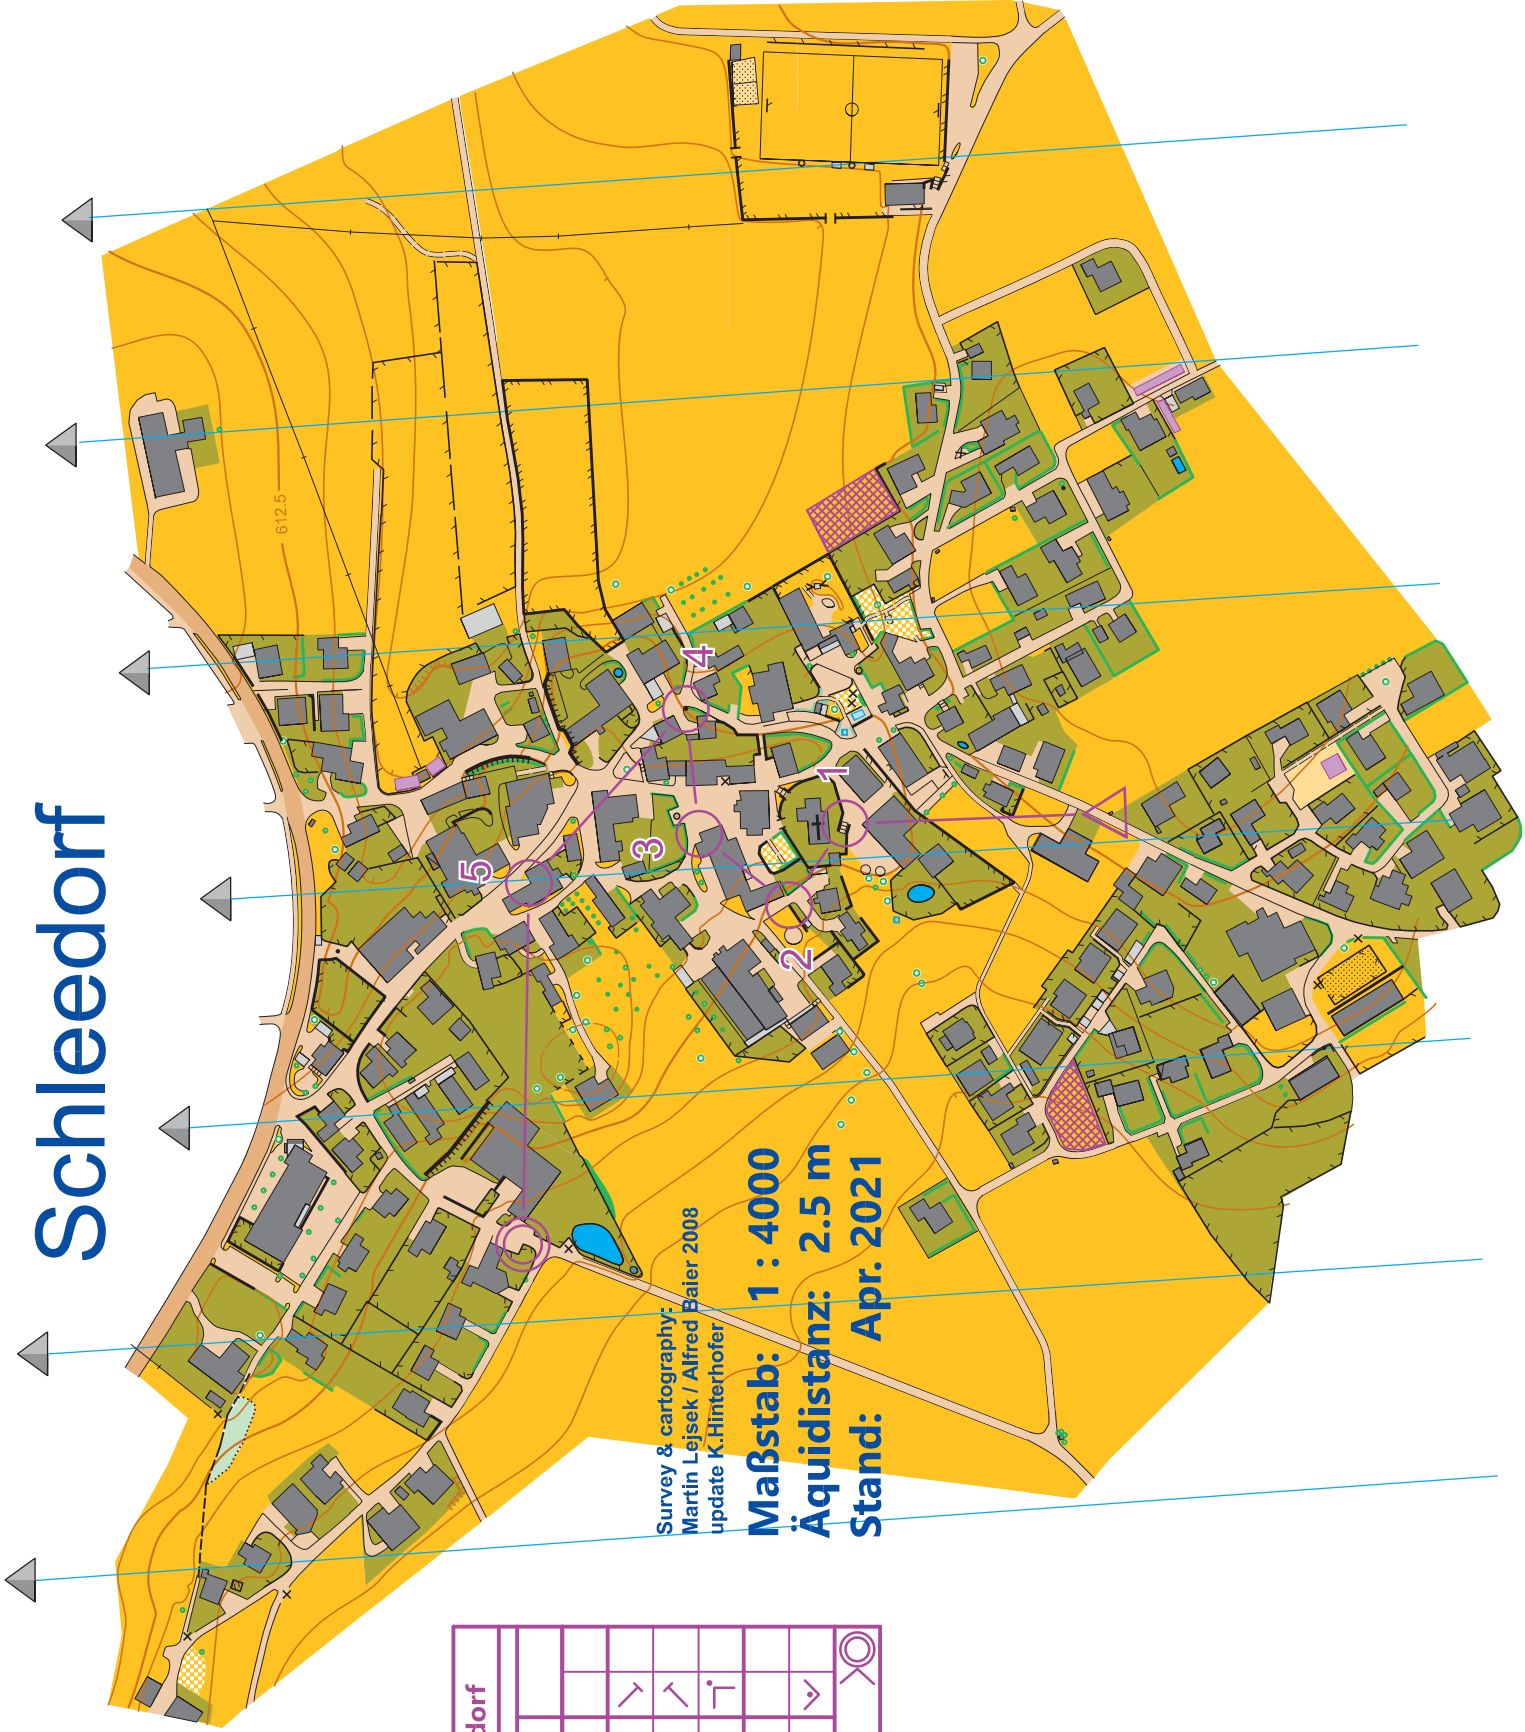 Schleedorf
612.5
1
2
3
4
5
Survey & cartography:
Martin Lejsek / Alfred Baier 2008
update K.Hinterhofer
Maßstab: 1 : 4000
Äquidistanz: 2.5 m
Stand: Apr. 2021
dorf